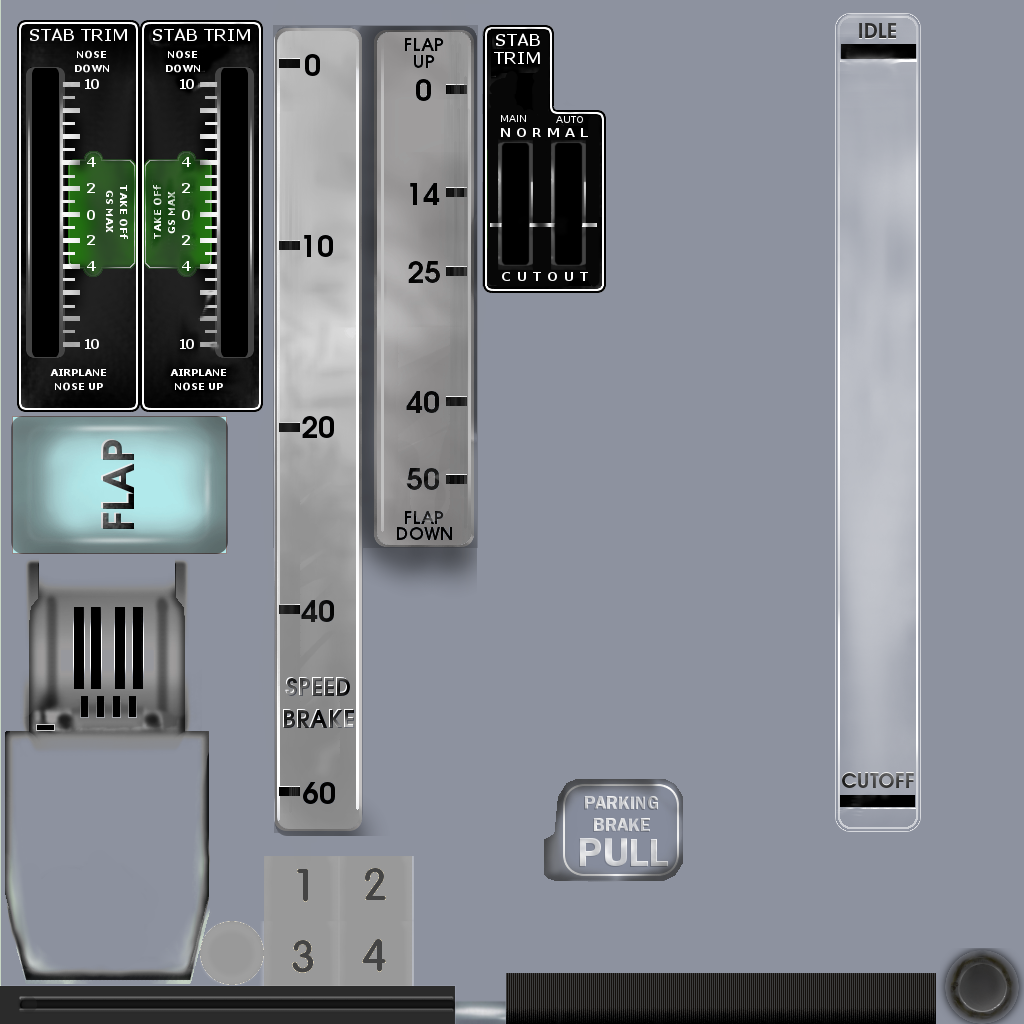 STAB TRIM
NOSE
DOWN
10
4
2
0
2
4
10
TAKE OFF
GS MAX
AIRPLANE
NOSE UP
STAB TRIM
NOSE
DOWN
10
4
2
0
2
4
10
TAKE OFF
GS MAX
AIRPLANE
NOSE UP
0
10
20
40
SPEED
BRAKE
60
FLAP
UP
0
14
25
40
50
FLAP
DOWN
STAB
TRIM
MAIN AUTO
NORMAL
CUTOUT
IDLE
CUTOFF
FLAP
PARKING
BRAKE
PULL
1 2
3 4